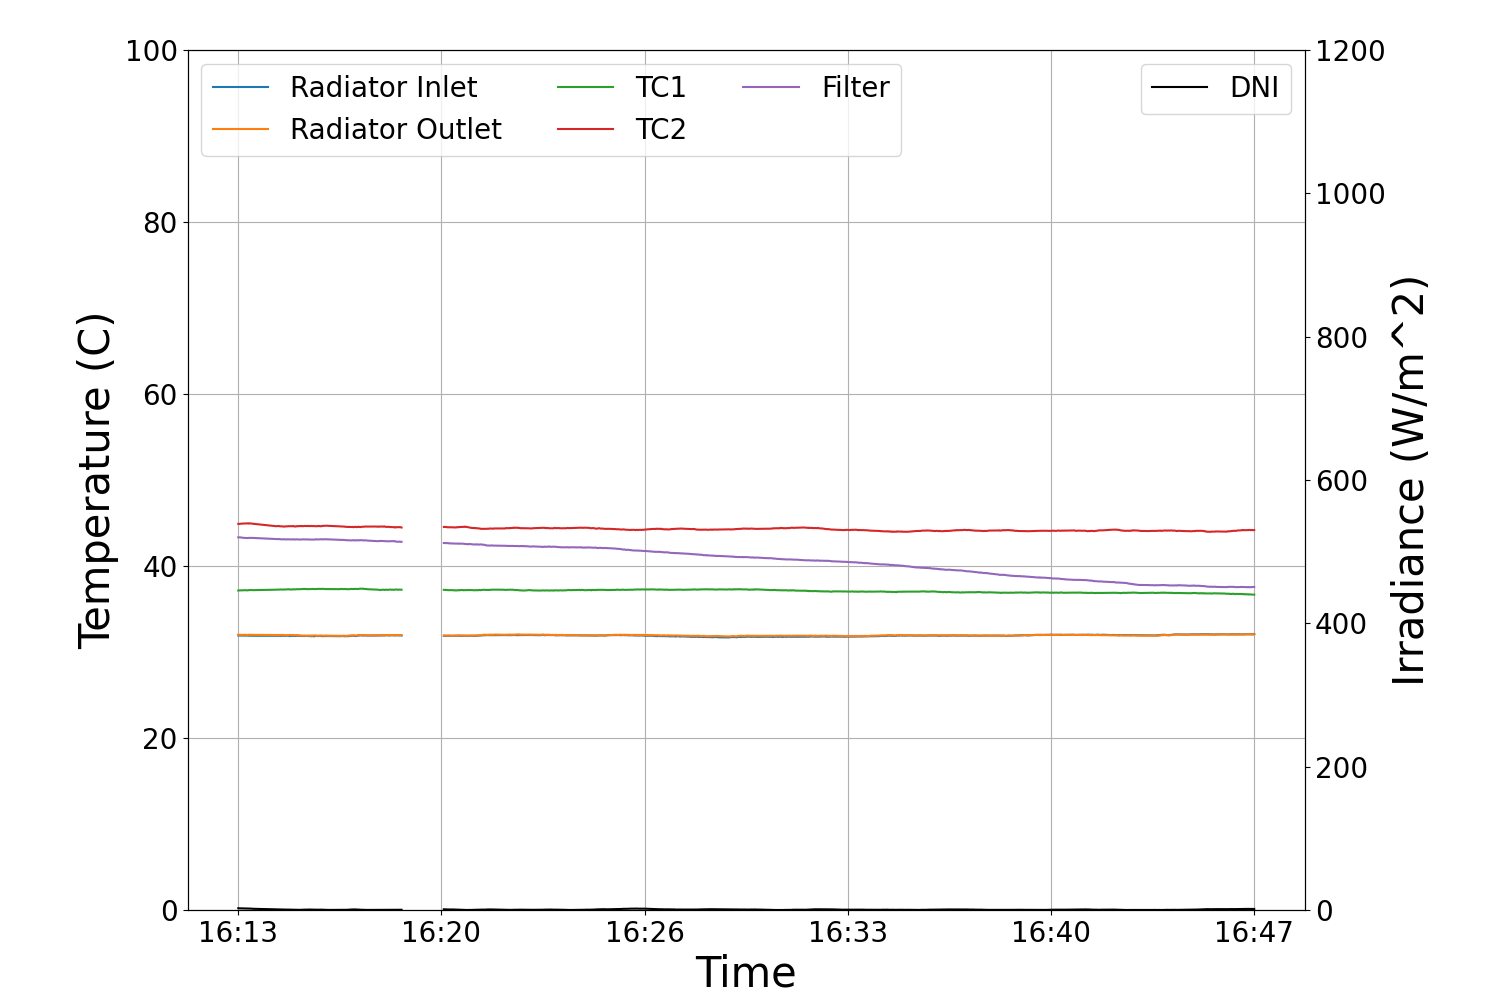 Radiator Inlet
Radiator Outlet
TC1
TC2
Filter
DNI
Temperature (C)
100
80
60
40
20
0
Irradiance (W/m^2)
1200
1000
800
600
400
200
0
16:13 16:20 16:26 16:33 16:40 16:47
Time